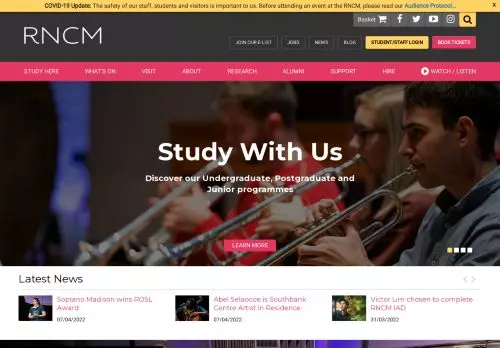 COVID-19 Update: The safety of our staff, students and visitors is important to us. Before attending an event at the RNCM, please read our Audience Protocol... x
Basket
RNCM
JOIN OUR E-LIST JOBS NEWS BLOG STUDENT/STAFF LOGIN BOOK TICKETS
STUDY HERE WHAT'S ON VISIT ABOUT RESEARCH ALUMNI SUPPORT HIRE WATCH / LISTEN
Study With Us
Discover our Undergraduate, Postgraduate and
Junior programmes
LEARN MORE
Latest News
Soprano Madison wins ROSL
Award
07/04/2022
Abel Selaocoe is Southbank
Centre Artist in Residence
07/04/2022
Victor Lim chosen to complete
RNCM IAD
31/03/2022